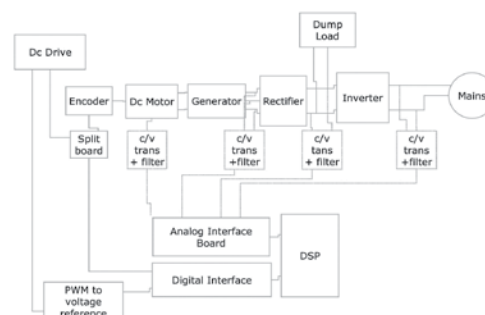 Dump
Load
Dc Drive
Encoder
Dc Motor
Generator
Rectifier
Inverter
Mains
Split
board
c/v
trans
+ filter
c/v
trans
+filter
c/v
tans
+ filter
c/v
trans
+filter
Analog Interface
Board
DSP
Digital Interface
PWM to
voltage
reference